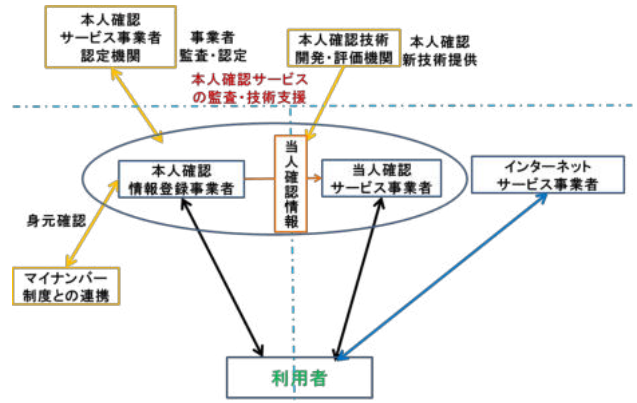 本人確認
サービス事業者
認定機関
事業者
監査・認定
本人確認技術
開発・評価機関
本人確認
新技術提供
本人確認サービス
の監査・技術支援
本人確認
情報登録事業者
当人確認情報
当人確認
サービス事業者
インターネット
サービス事業者
身元確認
マイナンバー
制度との連携
利用者